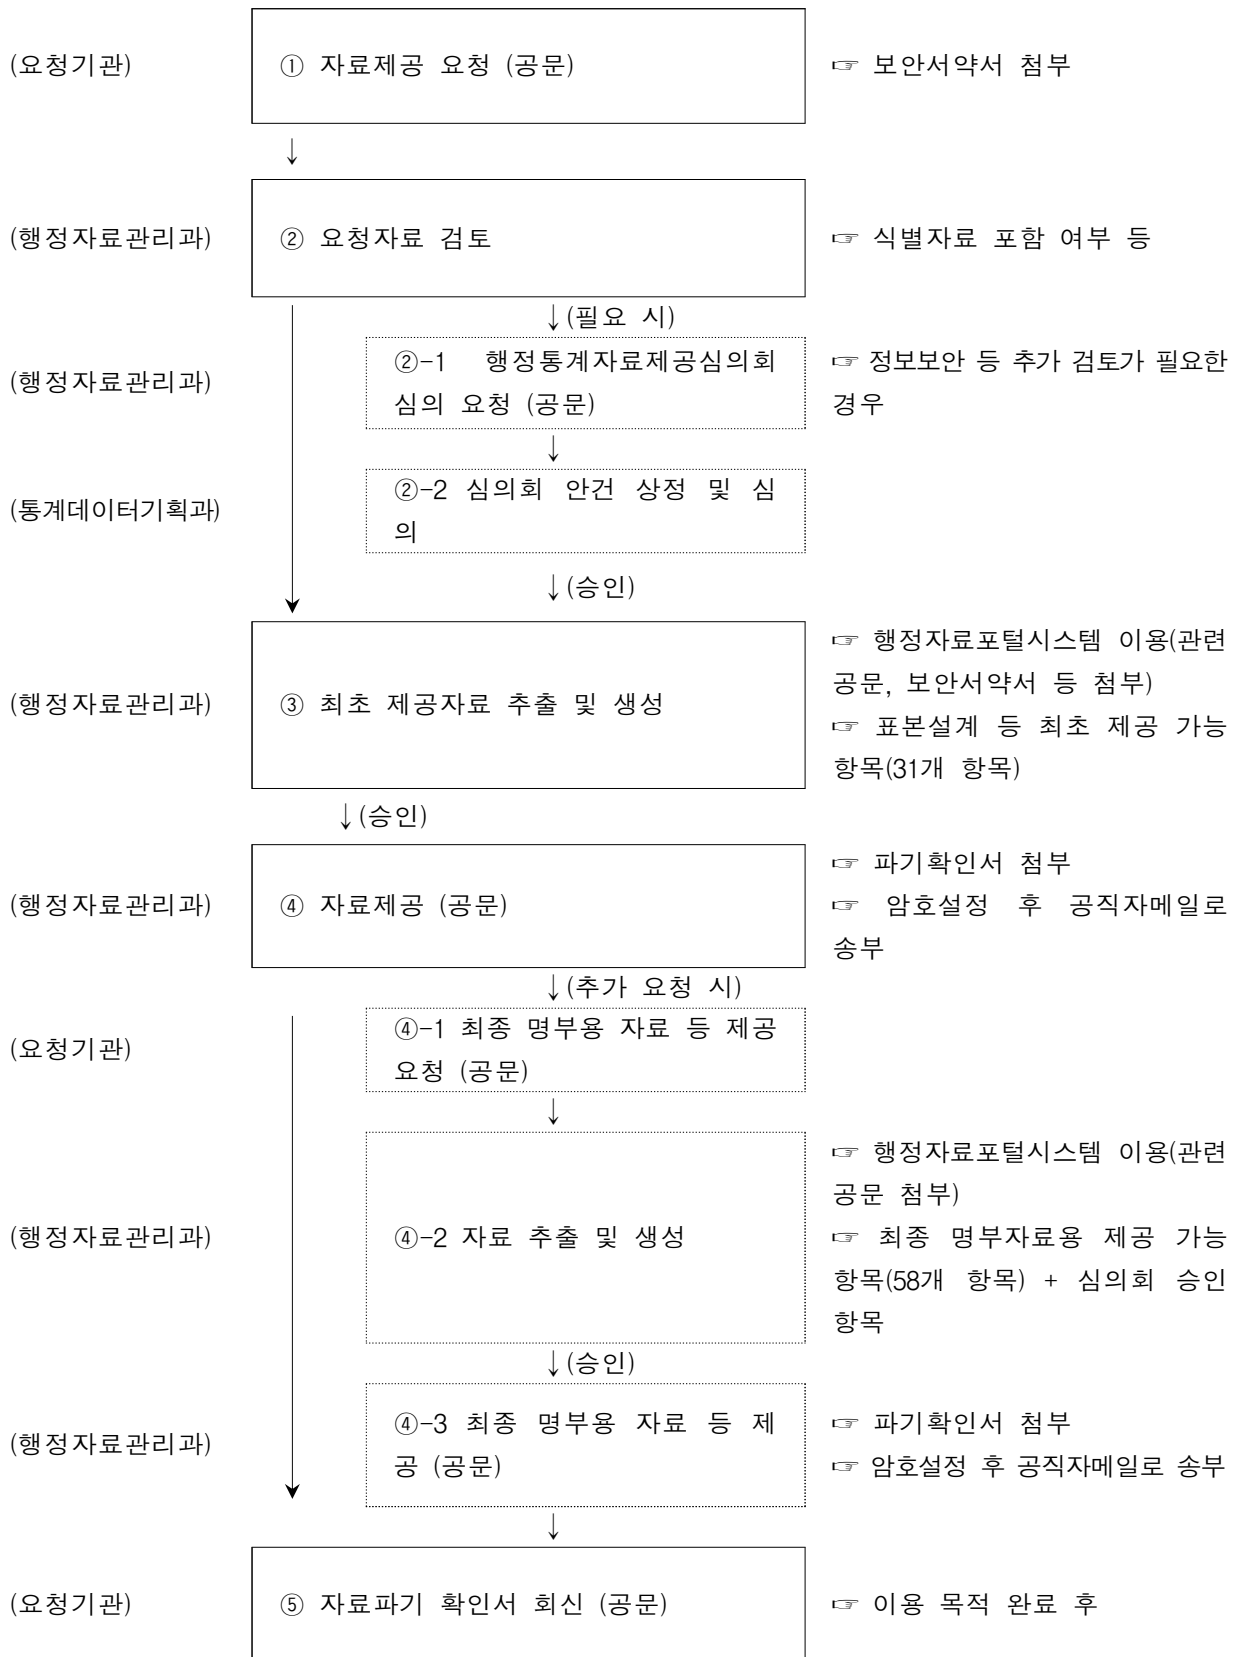 (요청기관)
① 자료제공 요청 (공문)
☞ 보안서약서 첨부
↓
(행정자료관리과)
② 요청자료 검토
☞ 식별자료 포함 여부 등
↓(필요 시)
(행정자료관리과)
②-1 행정통계자료제공심의회
심의 요청 (공문)
☞ 정보보안 등 추가 검토가 필요한
경우
↓
(통계데이터기획과)
②-2 심의회 안건 상정 및 심
의
↓(승인)
(행정자료관리과)
③ 최초 제공자료 추출 및 생성
☞ 행정자료포털시스템 이용(관련
공문, 보안서약서 등 첨부)
☞ 표본설계 등 최초 제공 가능
항목(31개 항목)
↓(승인)
(행정자료관리과)
④ 자료제공 (공문)
☞ 파기확인서 첨부
☞ 암호설정 후 공직자메일로
송부
↓(추가 요청 시)
(요청기관)
④-1 최종 명부용 자료 등 제공
요청 (공문)
↓
(행정자료관리과)
④-2 자료 추출 및 생성
☞ 행정자료포털시스템 이용(관련
공문 첨부)
☞ 최종 명부자료용 제공 가능
항목(58개 항목) + 심의회 승인
항목
↓(승인)
(행정자료관리과)
④-3 최종 명부용 자료 등 제
공 (공문)
☞ 파기확인서 첨부
☞ 암호설정 후 공직자메일로 송부
↓
(요청기관)
⑤ 자료파기 확인서 회신 (공문)
☞ 이용 목적 완료 후